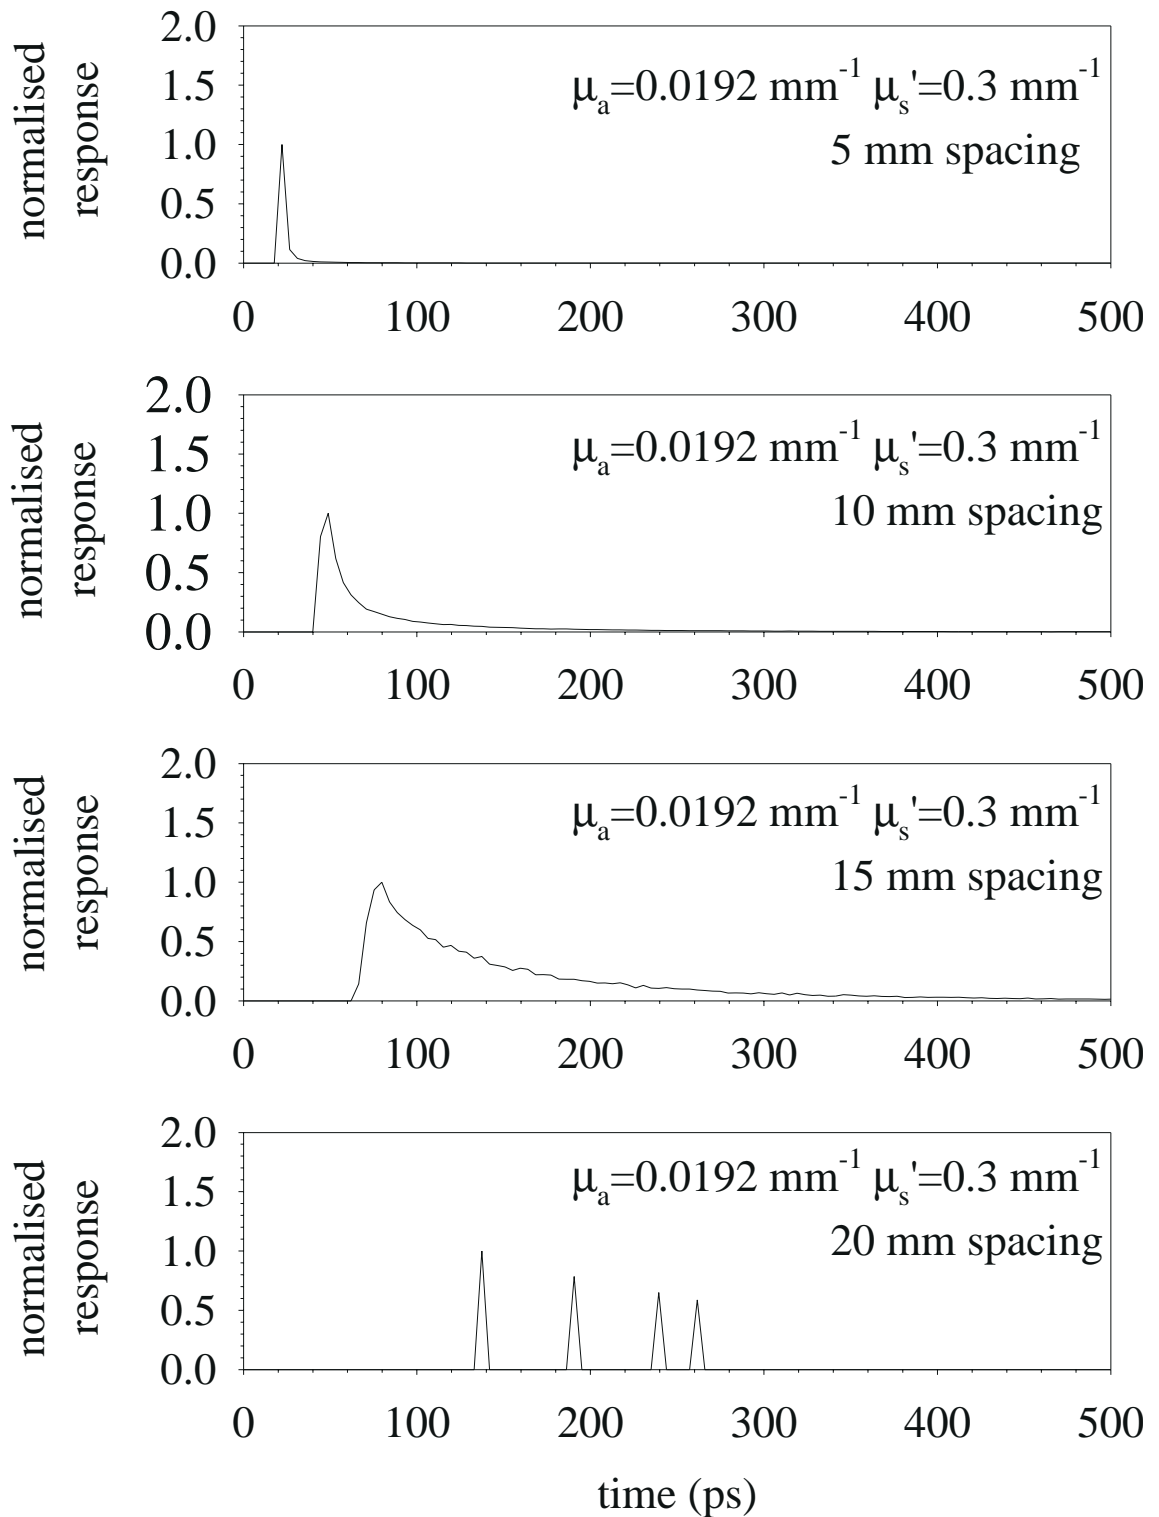 normalised
response
2.0
1.5
1.0
0.5
0.0
μa=0.0192 mm-1 μs'=0.3 mm-1
5 mm spacing
0 100 200 300 400 500
normalised
response
2.0
1.5
1.0
0.5
0.0
μa=0.0192 mm-1 μs'=0.3 mm-1
10 mm spacing
0 100 200 300 400 500
normalised
response
2.0
1.5
1.0
0.5
0.0
μa=0.0192 mm-1 μs'=0.3 mm-1
15 mm spacing
0 100 200 300 400 500
normalised
response
2.0
1.5
1.0
0.5
0.0
μa=0.0192 mm-1 μs'=0.3 mm-1
20 mm spacing
0 100 200 300 400 500
time (ps)